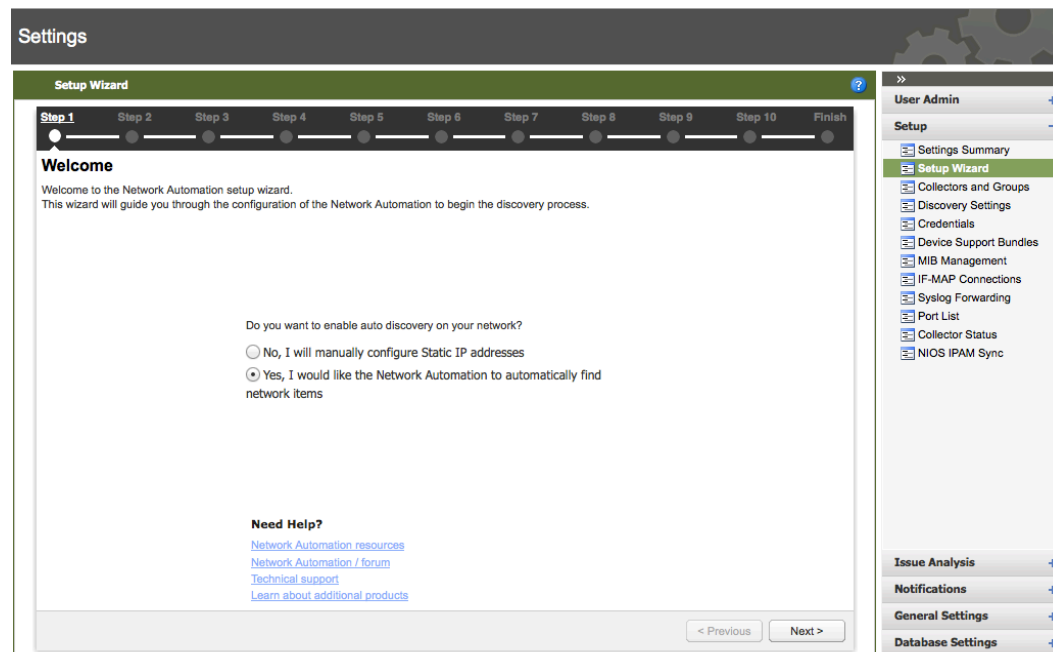 Settings
Setup Wizard
?
Step 1 Step 2 Step 3 Step 4 Step 5 Step 6 Step 7 Step 8 Step 9 Step 10 Finish
Welcome
Welcome to the Network Automation setup wizard.
This wizard will guide you through the configuration of the Network Automation to begin the discovery process.
Do you want to enable auto discovery on your network?
No, I will manually configure Static IP addresses
Yes, I would like the Network Automation to automatically find
network items
Need Help?
Network Automation resources
Network Automation / forum
Technical support
Learn about additional products
< Previous Next >
»
User Admin +
Setup -
Settings Summary
Setup Wizard
Collectors and Groups
Discovery Settings
Credentials
Device Support Bundles
MIB Management
IF-MAP Connections
Syslog Forwarding
Port List
Collector Status
NIOS IPAM Sync
Issue Analysis +
Notifications +
General Settings +
Database Settings +